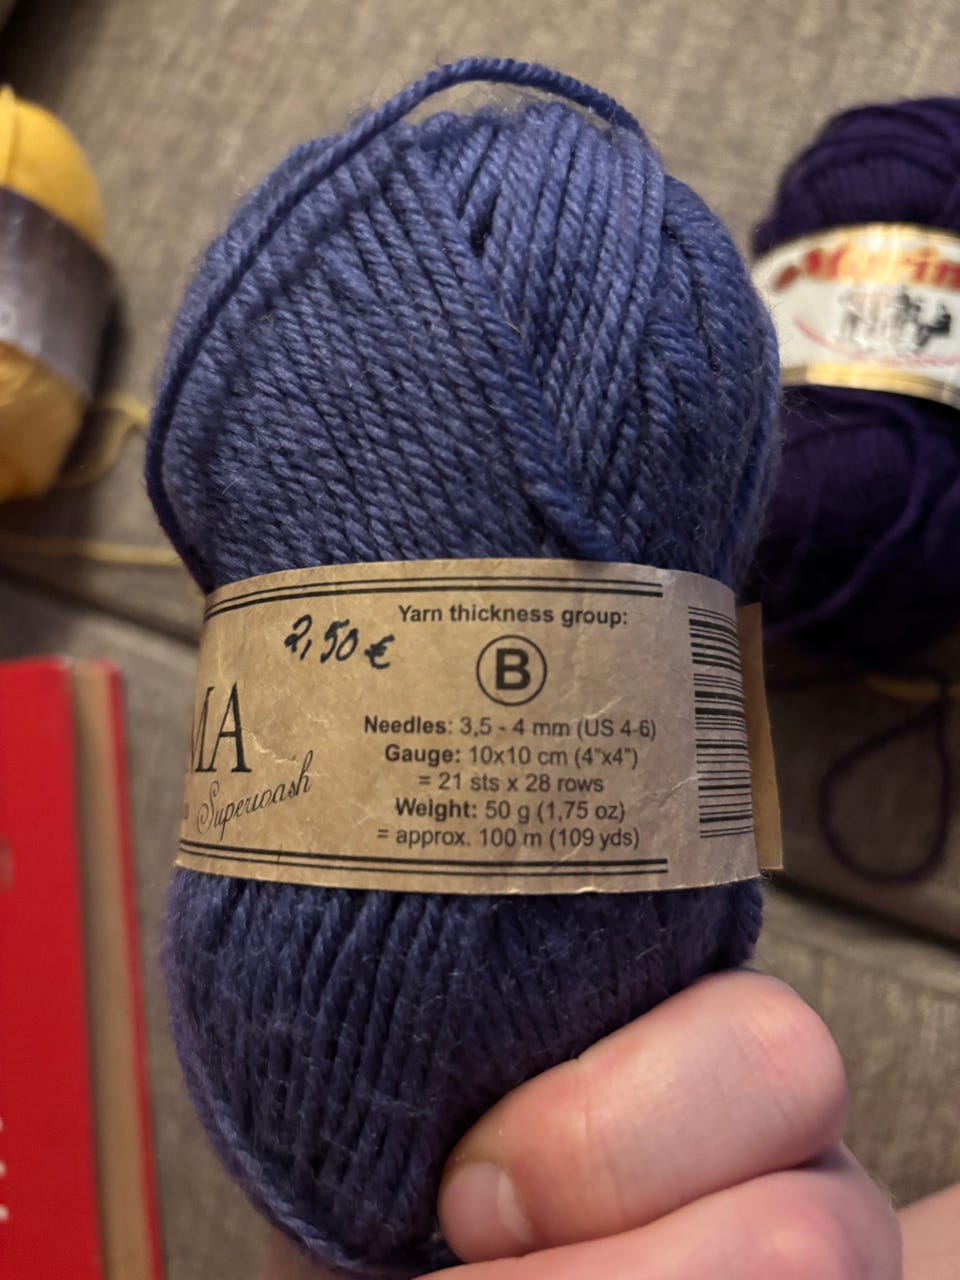 2,50 €
Yarn thickness group:
B
Needles: 3,5 - 4 mm (US 4-6)
Gauge: 10x10 cm (4"x4")
= 21 sts x 28 rows
Weight: 50 g (1,75 oz)
= approx. 100 m (109 yds)
MA
Superwash